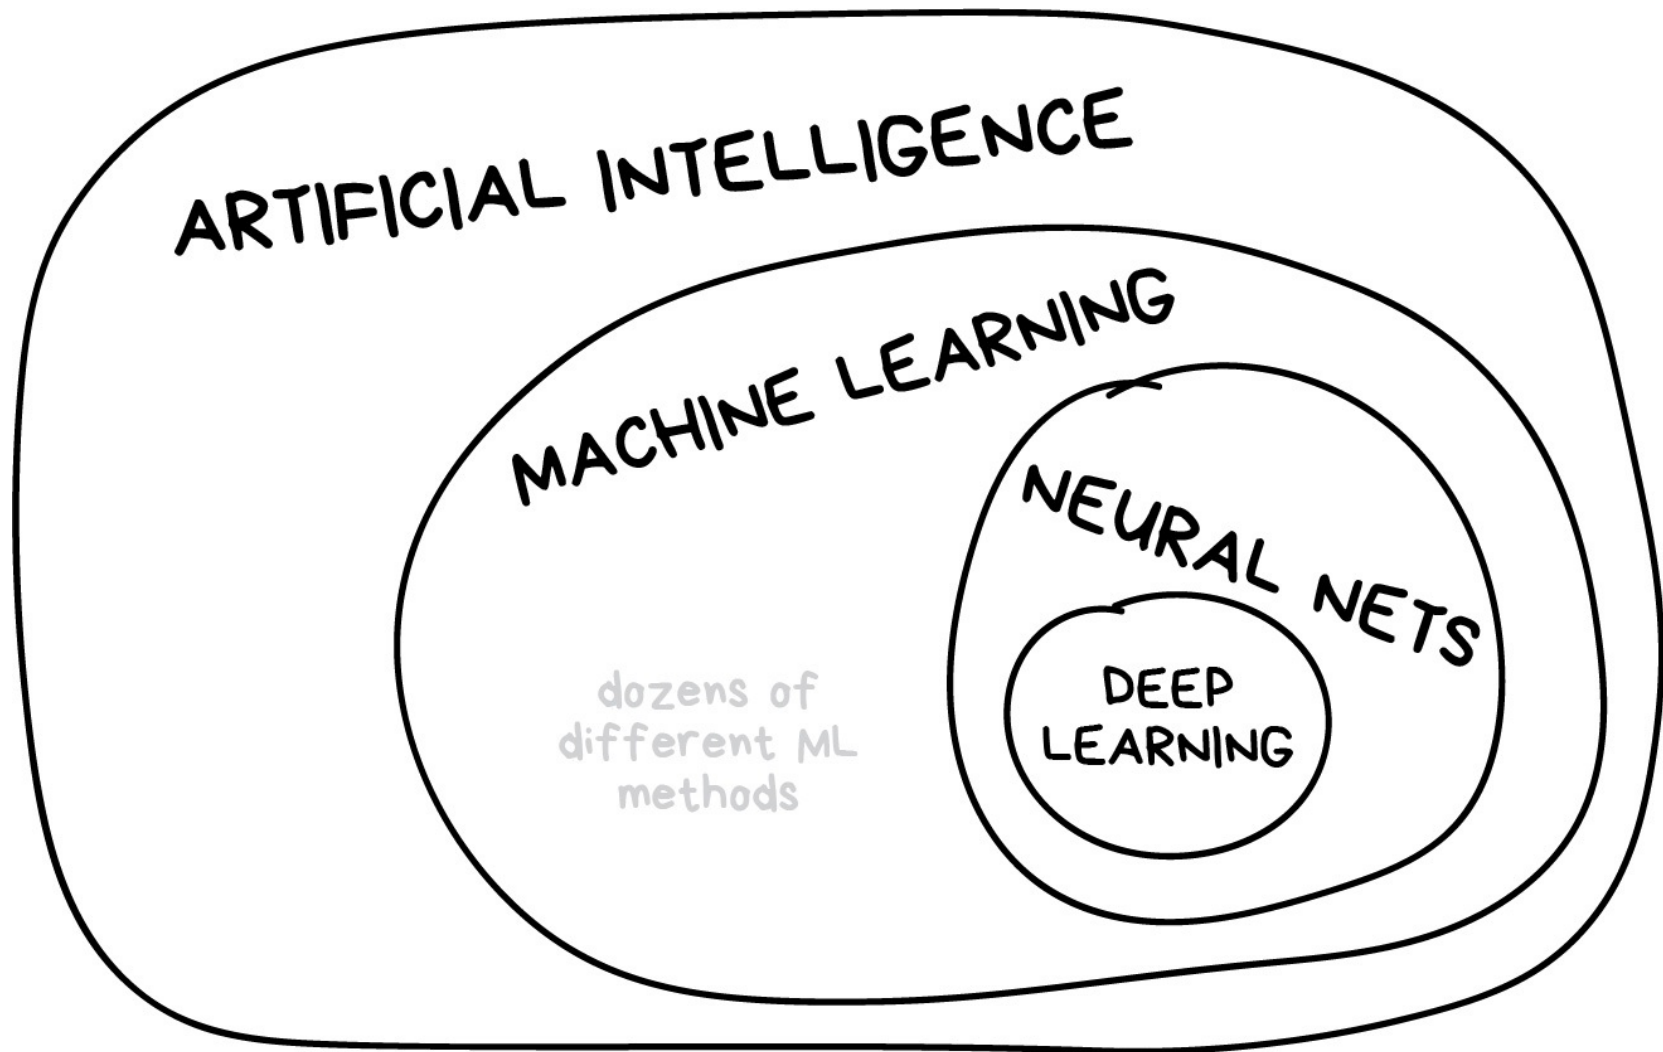 ARTIFICIAL INTELLIGENCE
MACHINE LEARNING
NEURAL NETS
dozens of
different ML
methods
DEEP
LEARNING